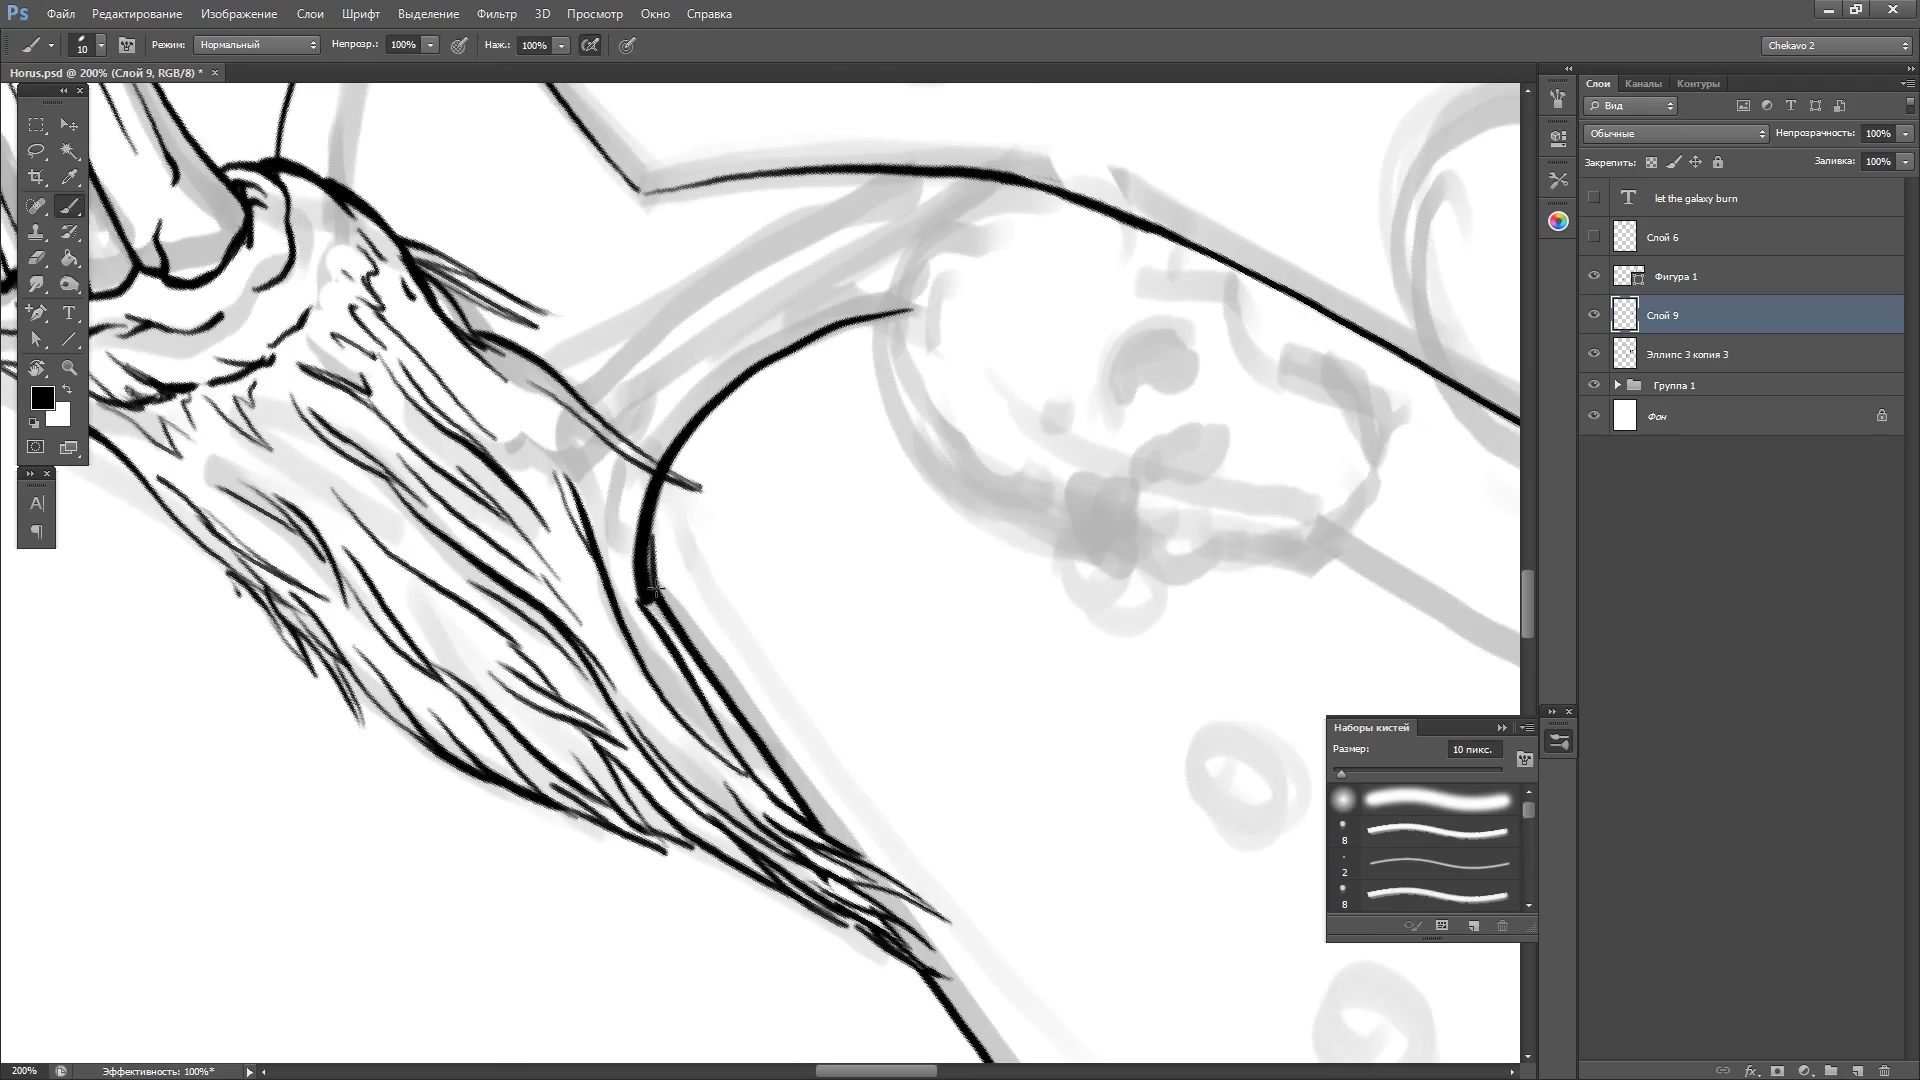 Ps Файл Редактирование Изображение Слои Шрифт Выделение Фильтр 3D Просмотр Окно Справка
10 Режим: Нормальный Непрозр.: 100% Наж.: 100% Chekavo 2
Horus.psd @ 200% (Слой 9, RGB/8) * ×
Слои Каналы Контуры
Вид
Обычные Непрозрачность: 100%
Закрепить: Заливка: 100%
T let the galaxy burn
Слой 6
Фигура 1
Слой 9
Эллипс 3 копия 3
Группа 1
Фон
A
Наборы кистей
Размер: 10 пикс.
8
2
8
200% Эффективность: 100%*